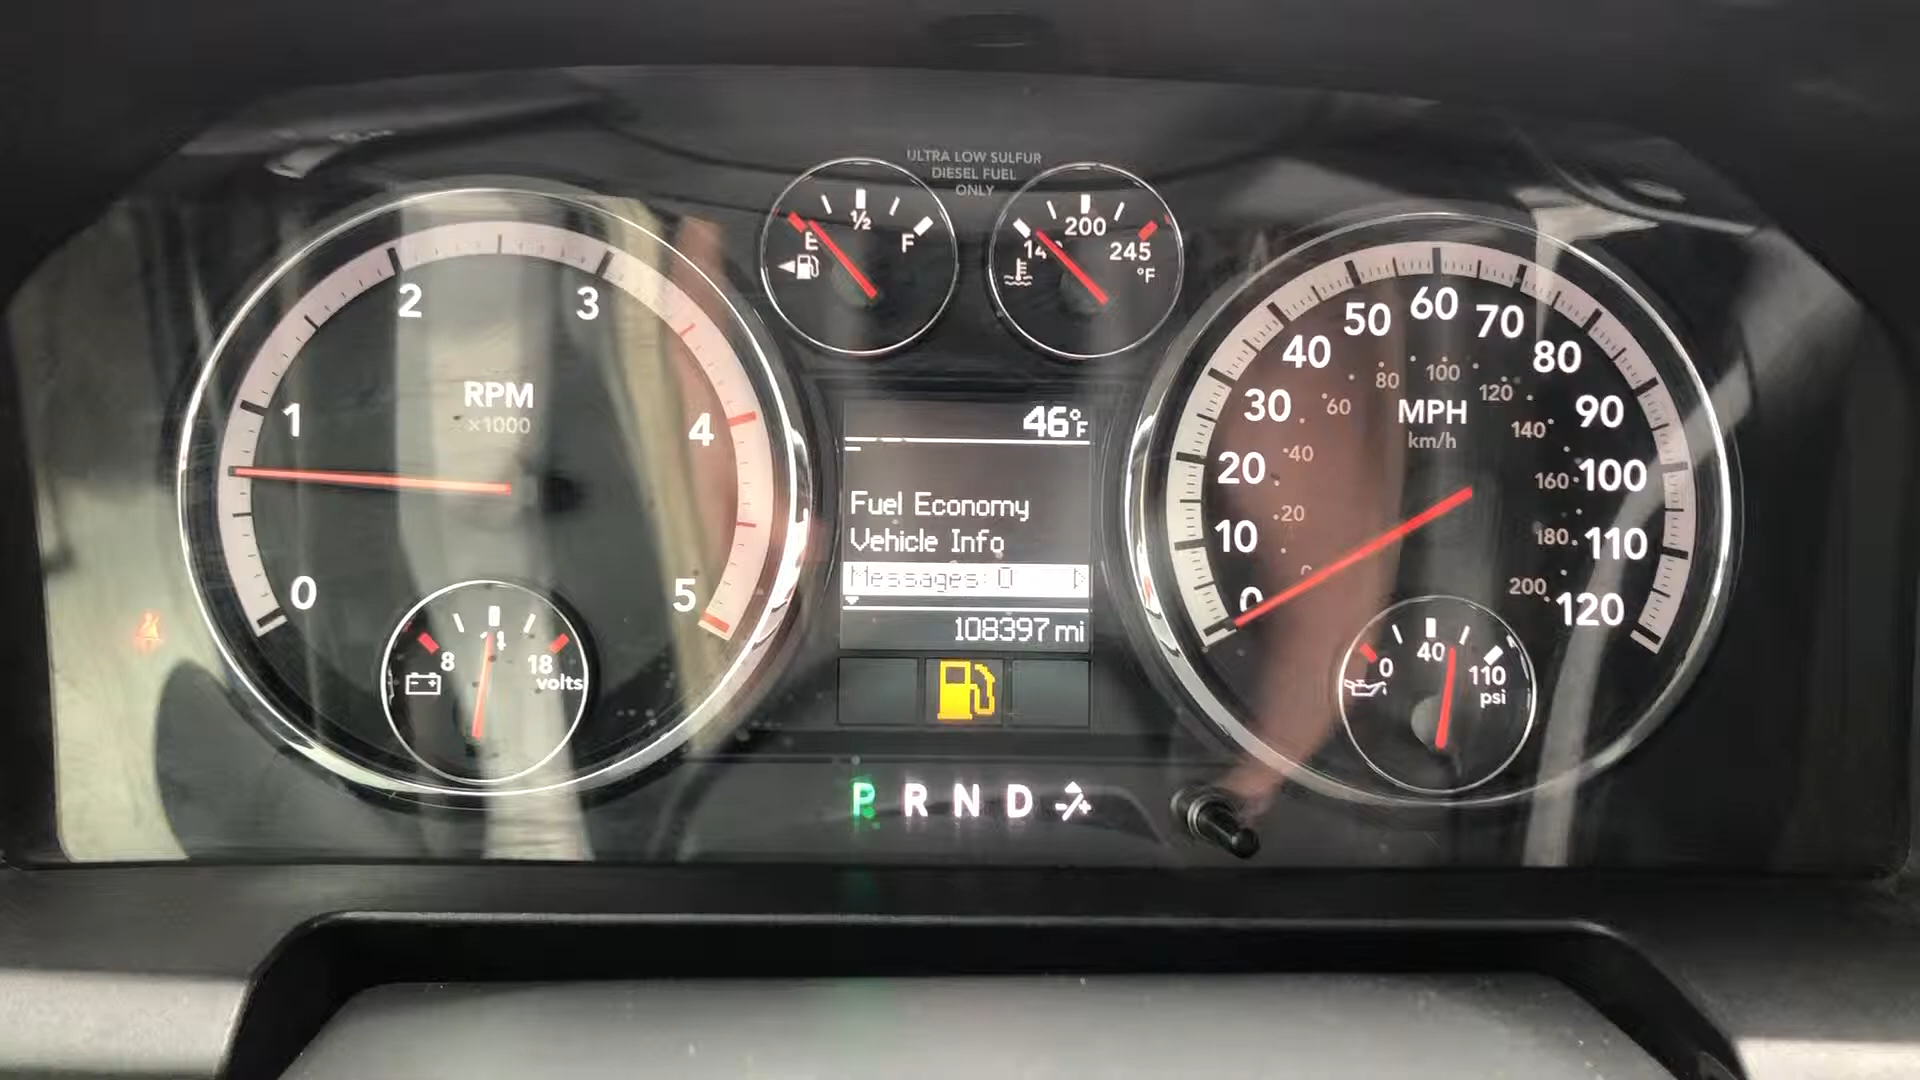 ULTRA LOW SULFUR
DIESEL FUEL
ONLY
E ½ F
200
245
°F
0 1 2 3 4 5
RPM
×1000
8 14 18
volts
46°F
Fuel Economy
Vehicle Info
Messages: 0
108397 mi
P R N D
0 10 20 30 40 50 60 70 80 90 100 110 120
MPH
km/h
0 20 40 60 80 100 120 140 160 180 200
0 40 110
psi